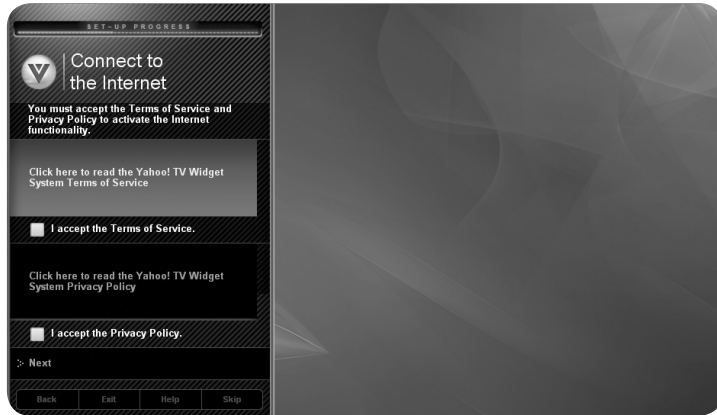 SET-UP PROGRESS
V
Connect to
the Internet
You must accept the Terms of Service and
Privacy Policy to activate the Internet
functionality.
Click here to read the Yahoo! TV Widget
System Terms of Service
I accept the Terms of Service.
Click here to read the Yahoo! TV Widget
System Privacy Policy
I accept the Privacy Policy.
Next
Back Exit Help Skip